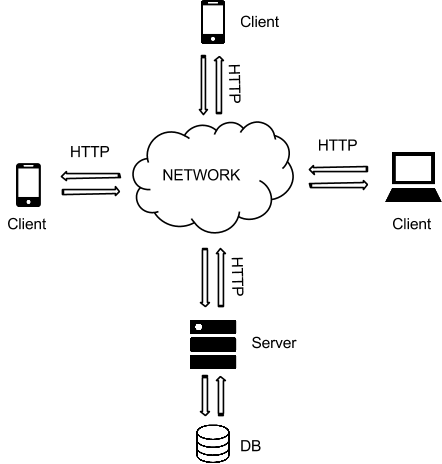 Client
HTTP
HTTP
HTTP
NETWORK
Client
Client
HTTP
Server
DB